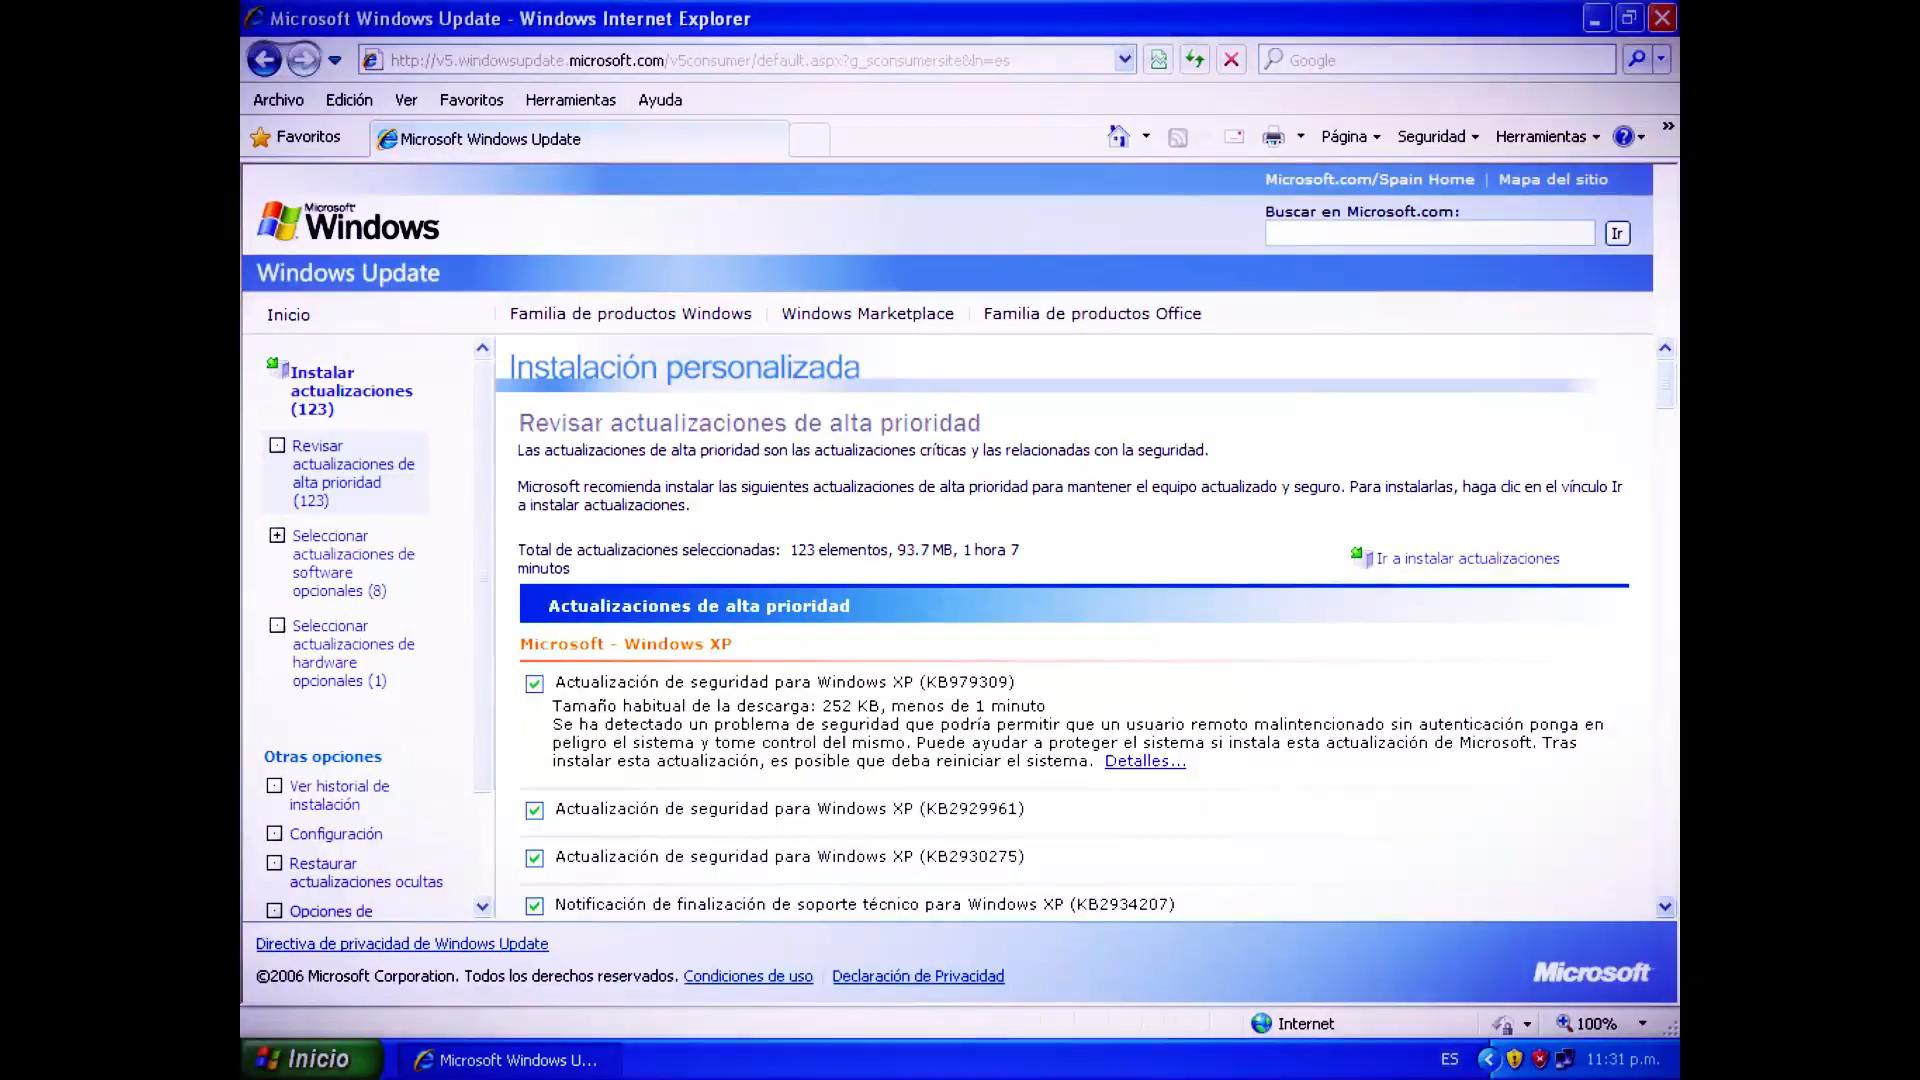 Microsoft Windows Update - Windows Internet Explorer
http://v5.windowsupdate.microsoft.com/v5consumer/default.aspx?g_sconsumersite&ln=es
Google
Archivo Edición Ver Favoritos Herramientas Ayuda
Favoritos Microsoft Windows Update Página Seguridad Herramientas
Microsoft.com/Spain Home | Mapa del sitio
Microsoft Windows
Buscar en Microsoft.com:
Ir
Windows Update
Inicio
Familia de productos Windows | Windows Marketplace | Familia de productos Office
Instalar
actualizaciones
(123)
Revisar
actualizaciones de
alta prioridad
(123)
Seleccionar
actualizaciones de
software
opcionales (8)
Seleccionar
actualizaciones de
hardware
opcionales (1)
Otras opciones
Ver historial de
instalación
Configuración
Restaurar
actualizaciones ocultas
Opciones de
Instalación personalizada
Revisar actualizaciones de alta prioridad
Las actualizaciones de alta prioridad son las actualizaciones críticas y las relacionadas con la seguridad.
Microsoft recomienda instalar las siguientes actualizaciones de alta prioridad para mantener el equipo actualizado y seguro. Para instalarlas, haga clic en el vínculo Ir
a instalar actualizaciones.
Total de actualizaciones seleccionadas: 123 elementos, 93.7 MB, 1 hora 7
minutos
Ir a instalar actualizaciones
Actualizaciones de alta prioridad
Microsoft - Windows XP
Actualización de seguridad para Windows XP (KB979309)
Tamaño habitual de la descarga: 252 KB, menos de 1 minuto
Se ha detectado un problema de seguridad que podría permitir que un usuario remoto malintencionado sin autenticación ponga en
peligro el sistema y tome control del mismo. Puede ayudar a proteger el sistema si instala esta actualización de Microsoft. Tras
instalar esta actualización, es posible que deba reiniciar el sistema. Detalles...
Actualización de seguridad para Windows XP (KB2929961)
Actualización de seguridad para Windows XP (KB2930275)
Notificación de finalización de soporte técnico para Windows XP (KB2934207)
Directiva de privacidad de Windows Update
©2006 Microsoft Corporation. Todos los derechos reservados. Condiciones de uso | Declaración de Privacidad
Microsoft
Internet
100%
Inicio
Microsoft Windows U...
ES
11:31 p.m.